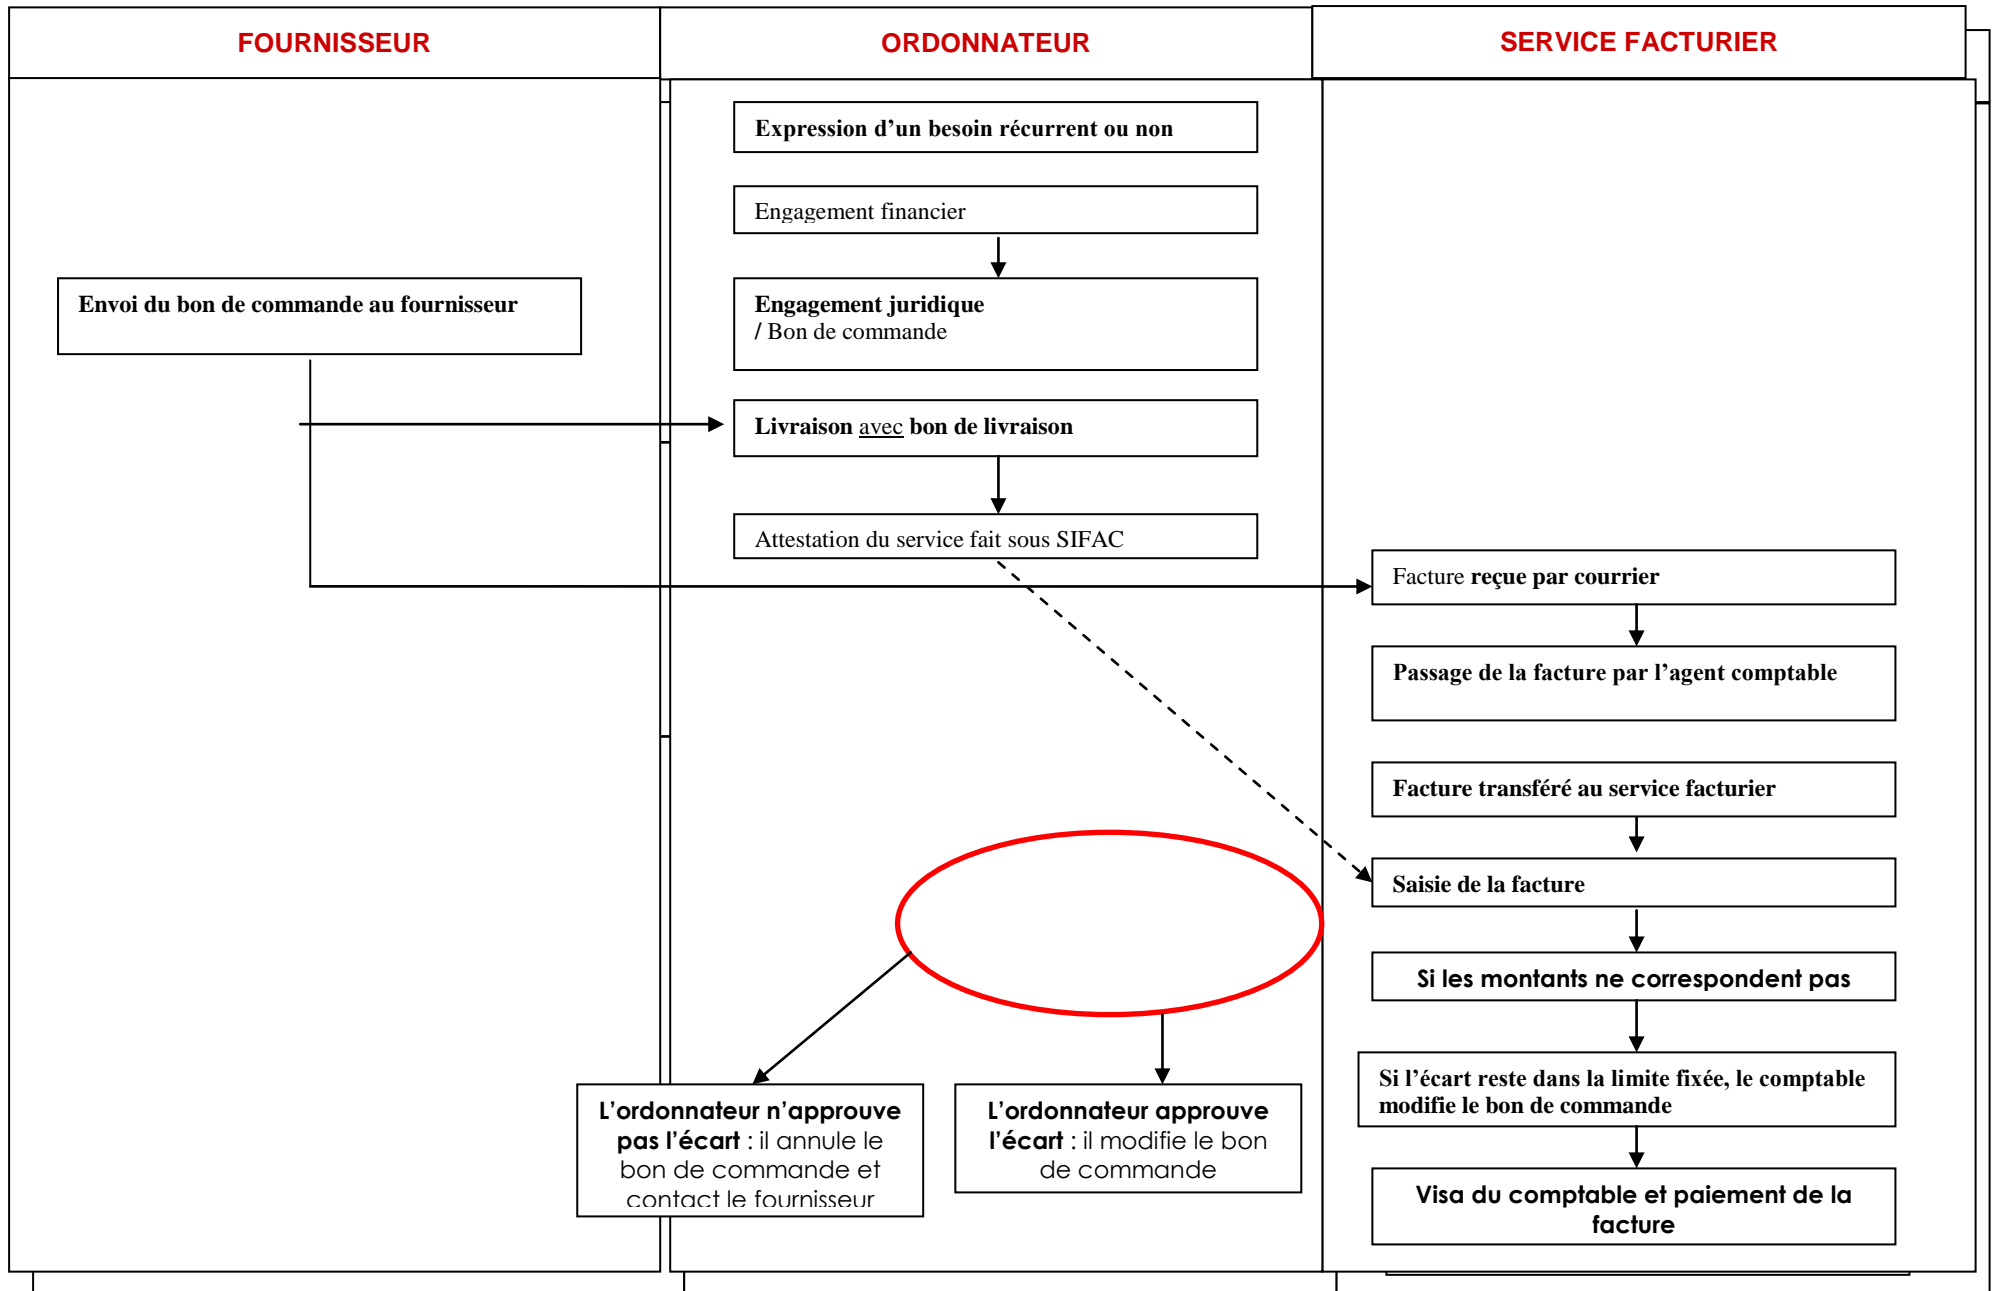 FOURNISSEUR
ORDONNATEUR
SERVICE FACTURIER
Expression d’un besoin récurrent ou non
Engagement financier
Envoi du bon de commande au fournisseur
Engagement juridique
/ Bon de commande
Livraison avec bon de livraison
Attestation du service fait sous SIFAC
Facture reçue par courrier
Passage de la facture par l’agent comptable
Facture transféré au service facturier
Saisie de la facture
Si les montants ne correspondent pas
Si l’écart reste dans la limite fixée, le comptable
modifie le bon de commande
L’ordonnateur n’approuve
pas l’écart : il annule le
bon de commande et
contact le fournisseur
L’ordonnateur approuve
l’écart : il modifie le bon
de commande
Visa du comptable et paiement de la
facture